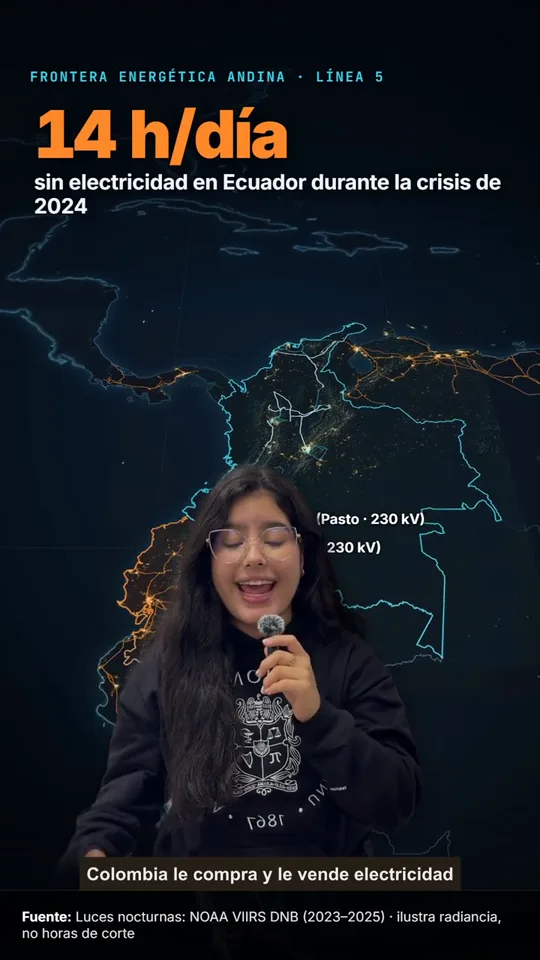 FRONTERA ENERGÉTICA ANDINA · LÍNEA 5
14 h/día
sin electricidad en Ecuador durante la crisis de
2024
(Pasto · 230 kV)
230 kV)
1867
Colombia le compra y le vende electricidad
Fuente: Luces nocturnas: NOAA VIIRS DNB (2023–2025) · ilustra radiancia,
no horas de corte